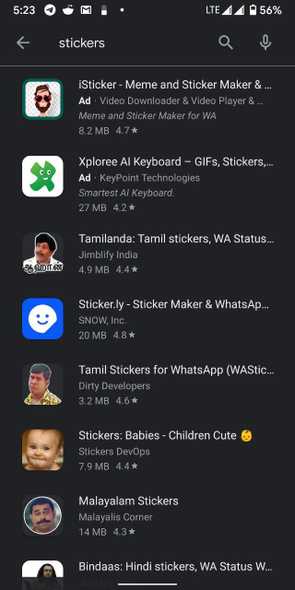 5:23
LTE 56%
stickers
iSticker - Meme and Sticker Maker & ...
Ad · Video Downloader & Video Player & ...
Meme and Sticker Maker for WA
8.2 MB 4.7★
Xploree AI Keyboard – GIFs, Stickers,...
Ad · KeyPoint Technologies
Smartest AI Keyboard.
27 MB 4.2★
Tamilanda: Tamil stickers, WA Status...
Jimblify India
4.9 MB 4.4★
Sticker.ly - Sticker Maker & WhatsAp...
SNOW, Inc.
20 MB 4.8★
Tamil Stickers for WhatsApp (WAStic...
Dirty Developers
3.2 MB 4.6★
Stickers: Babies - Children Cute 👶
Stickers DevOps
7.9 MB 4.4★
Malayalam Stickers
Malayalis Corner
14 MB 4.3★
Bindaas: Hindi stickers, WA Status W...